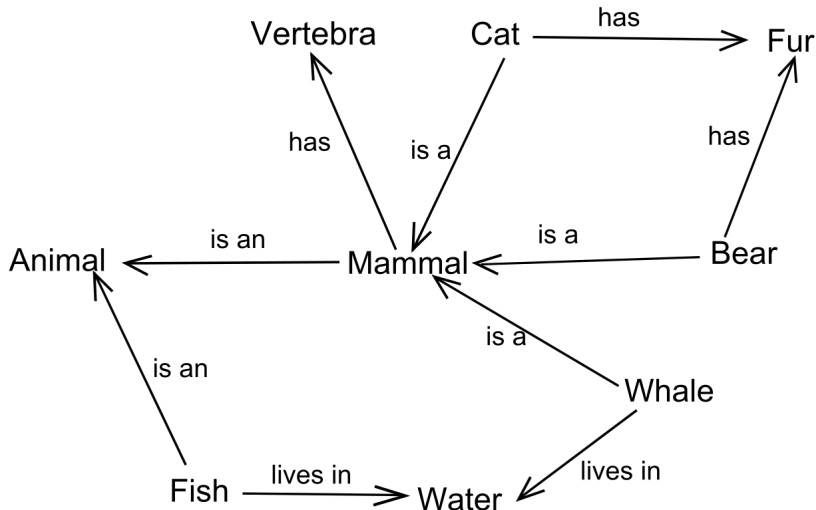 Vertebra
Cat
has
Fur
has
is a
has
is an
is a
Animal
Mammal
Bear
is an
is a
Whale
Fish
lives in
Water
lives in